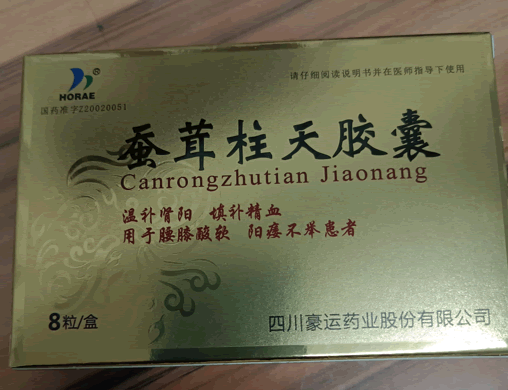 请仔细阅读说明书并在医师指导下使用
HORAE
国药准字Z20020051
蚕茸柱天胶囊
Canrongzhutian Jiaonang
温补肾阳 填补精血
用于腰膝酸软 阳痿不举患者
8粒/盒
四川豪运药业股份有限公司